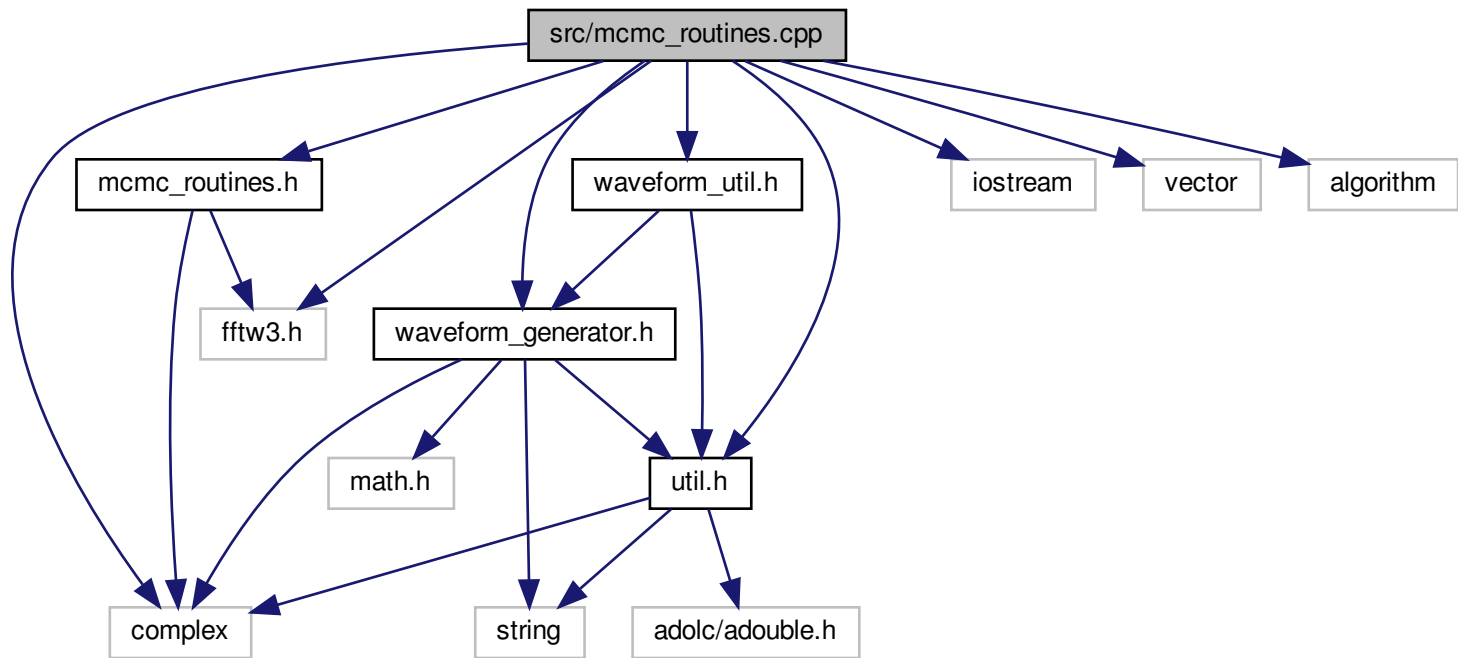 src/mcmc_routines.cpp
mcmc_routines.h
waveform_util.h
iostream
vector
algorithm
fftw3.h
waveform_generator.h
math.h
util.h
complex
string
adolc/adouble.h